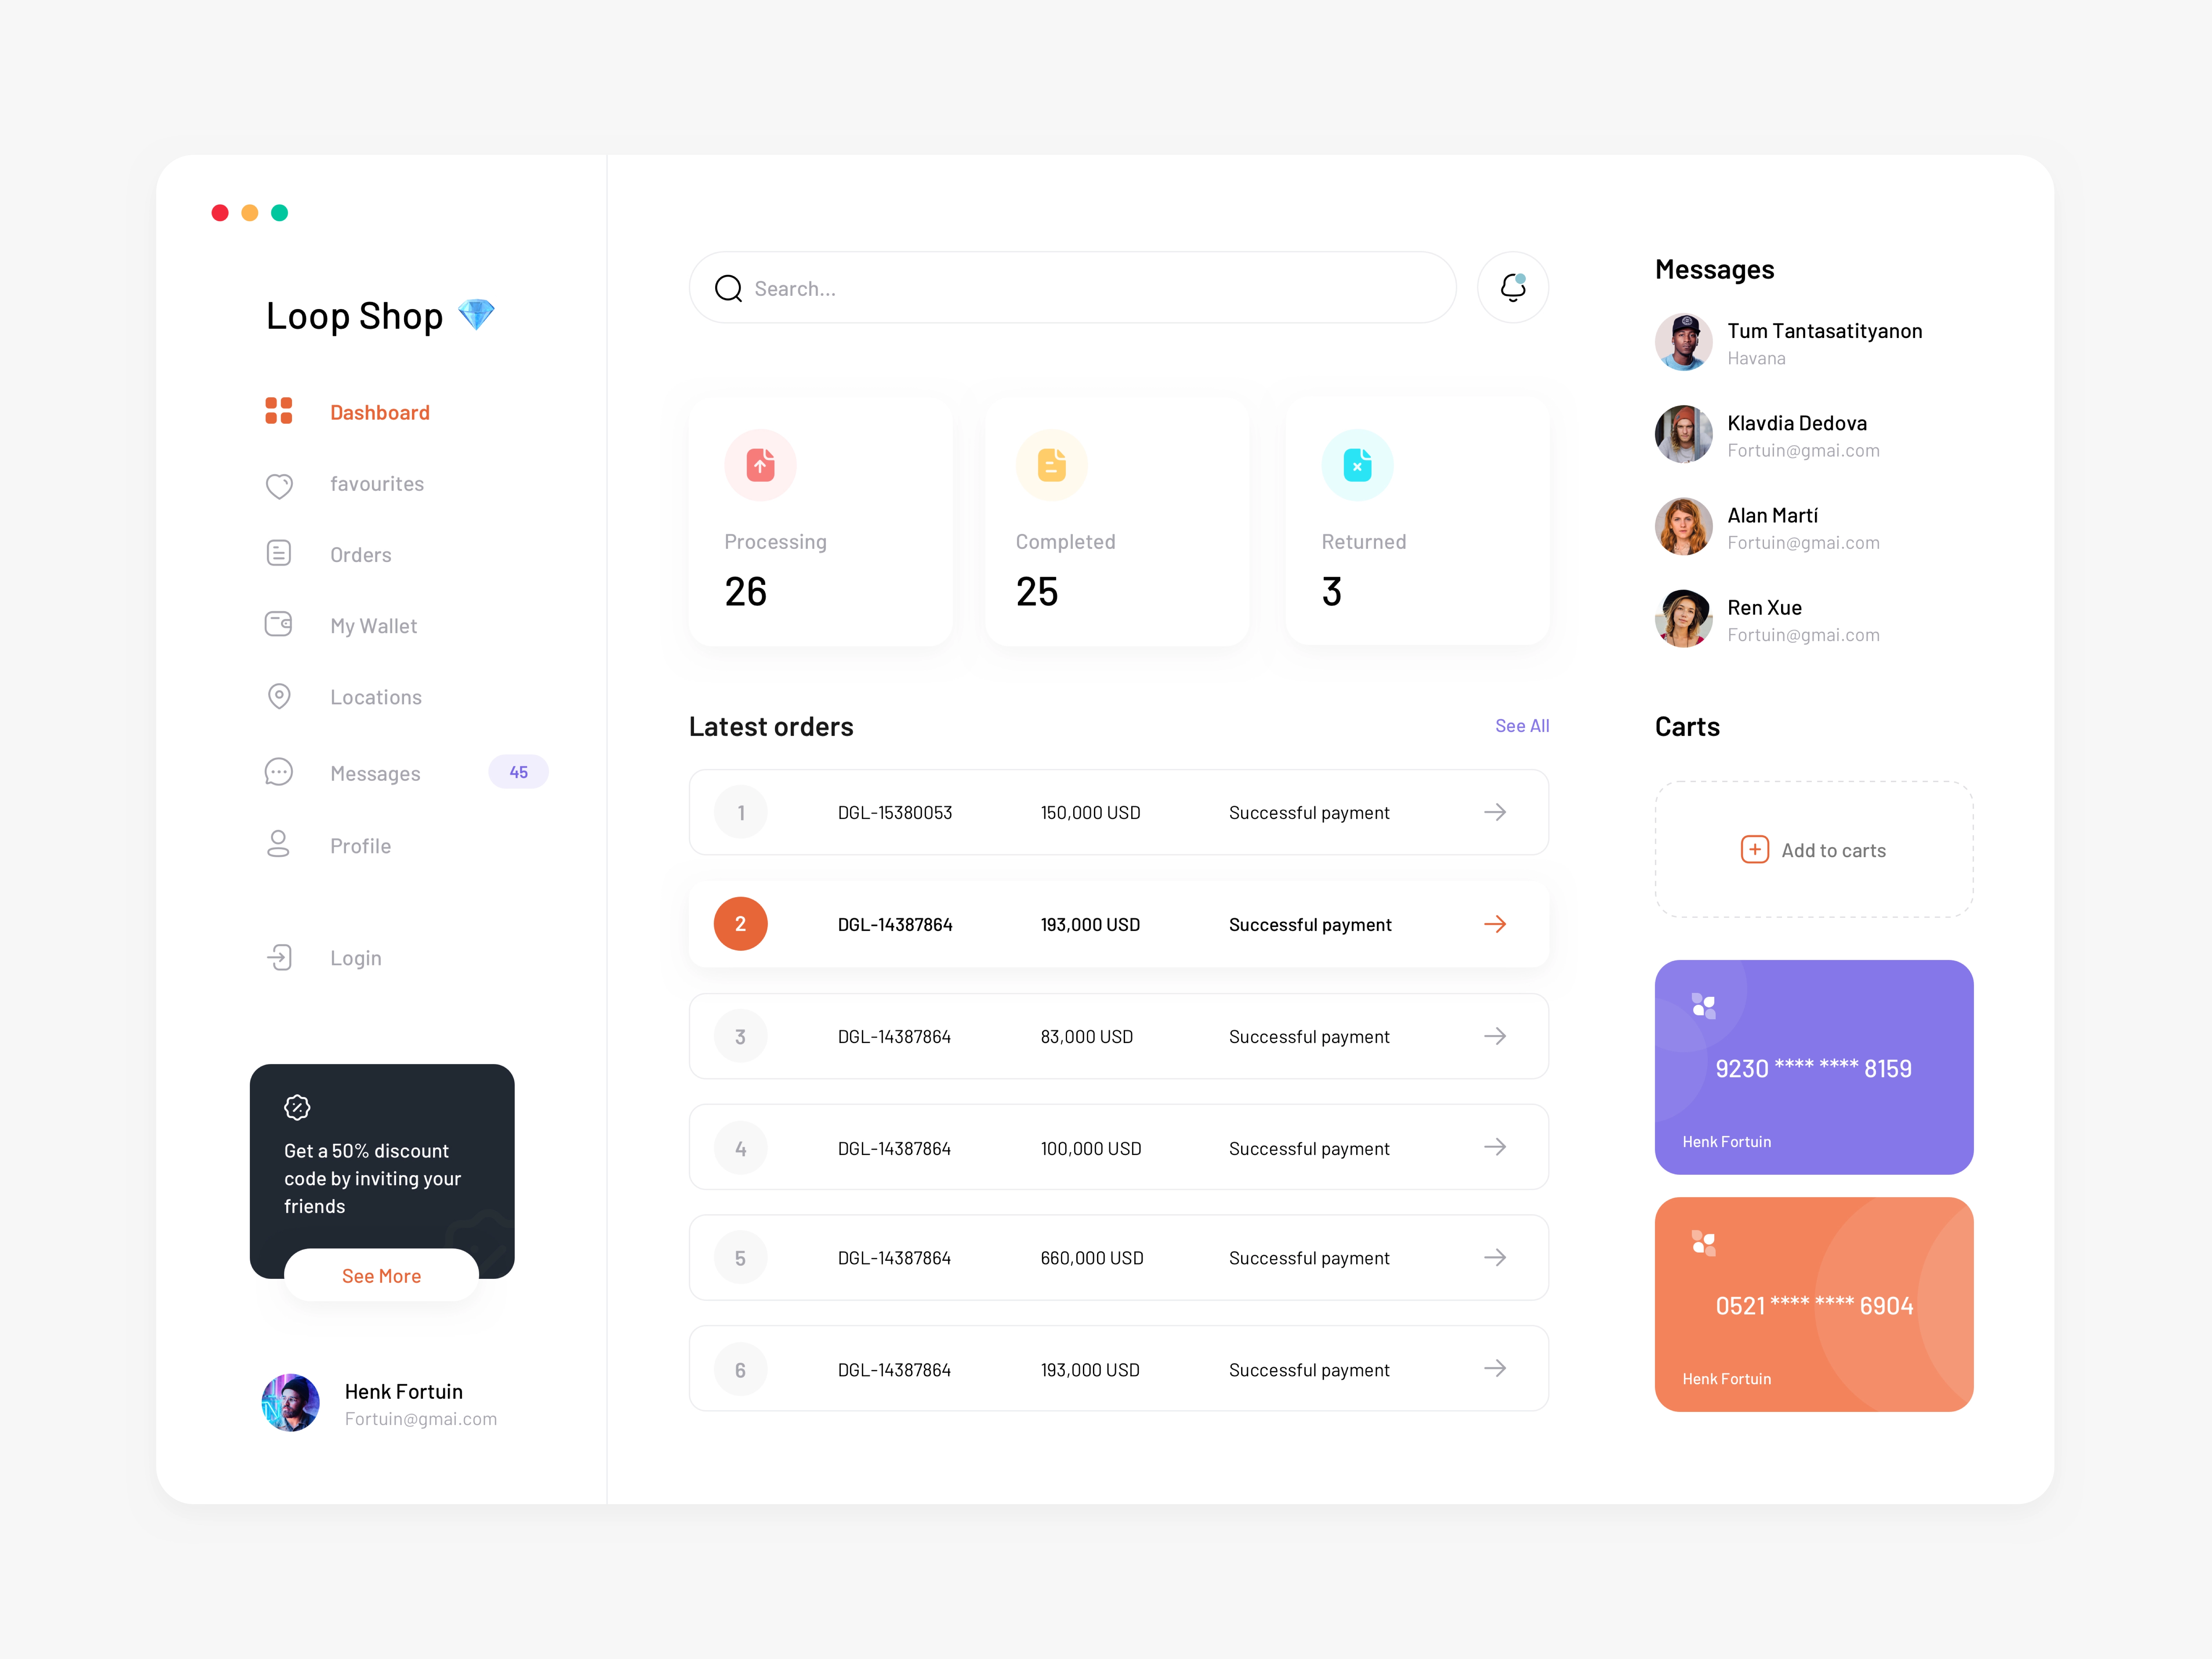 Loop Shop
Dashboard
favourites
Orders
My Wallet
Locations
Messages 45
Profile
Login
Get a 50% discount
code by inviting your
friends
See More
Henk Fortuin
Fortuin@gmai.com
Search...
Processing
26
Completed
25
Returned
3
Latest orders See All
1 DGL-15380053 150,000 USD Successful payment
2 DGL-14387864 193,000 USD Successful payment
3 DGL-14387864 83,000 USD Successful payment
4 DGL-14387864 100,000 USD Successful payment
5 DGL-14387864 660,000 USD Successful payment
6 DGL-14387864 193,000 USD Successful payment
Messages
Tum Tantasatityanon
Havana
Klavdia Dedova
Fortuin@gmai.com
Alan Martí
Fortuin@gmai.com
Ren Xue
Fortuin@gmai.com
Carts
Add to carts
9230 **** **** 8159
Henk Fortuin
0521 **** **** 6904
Henk Fortuin